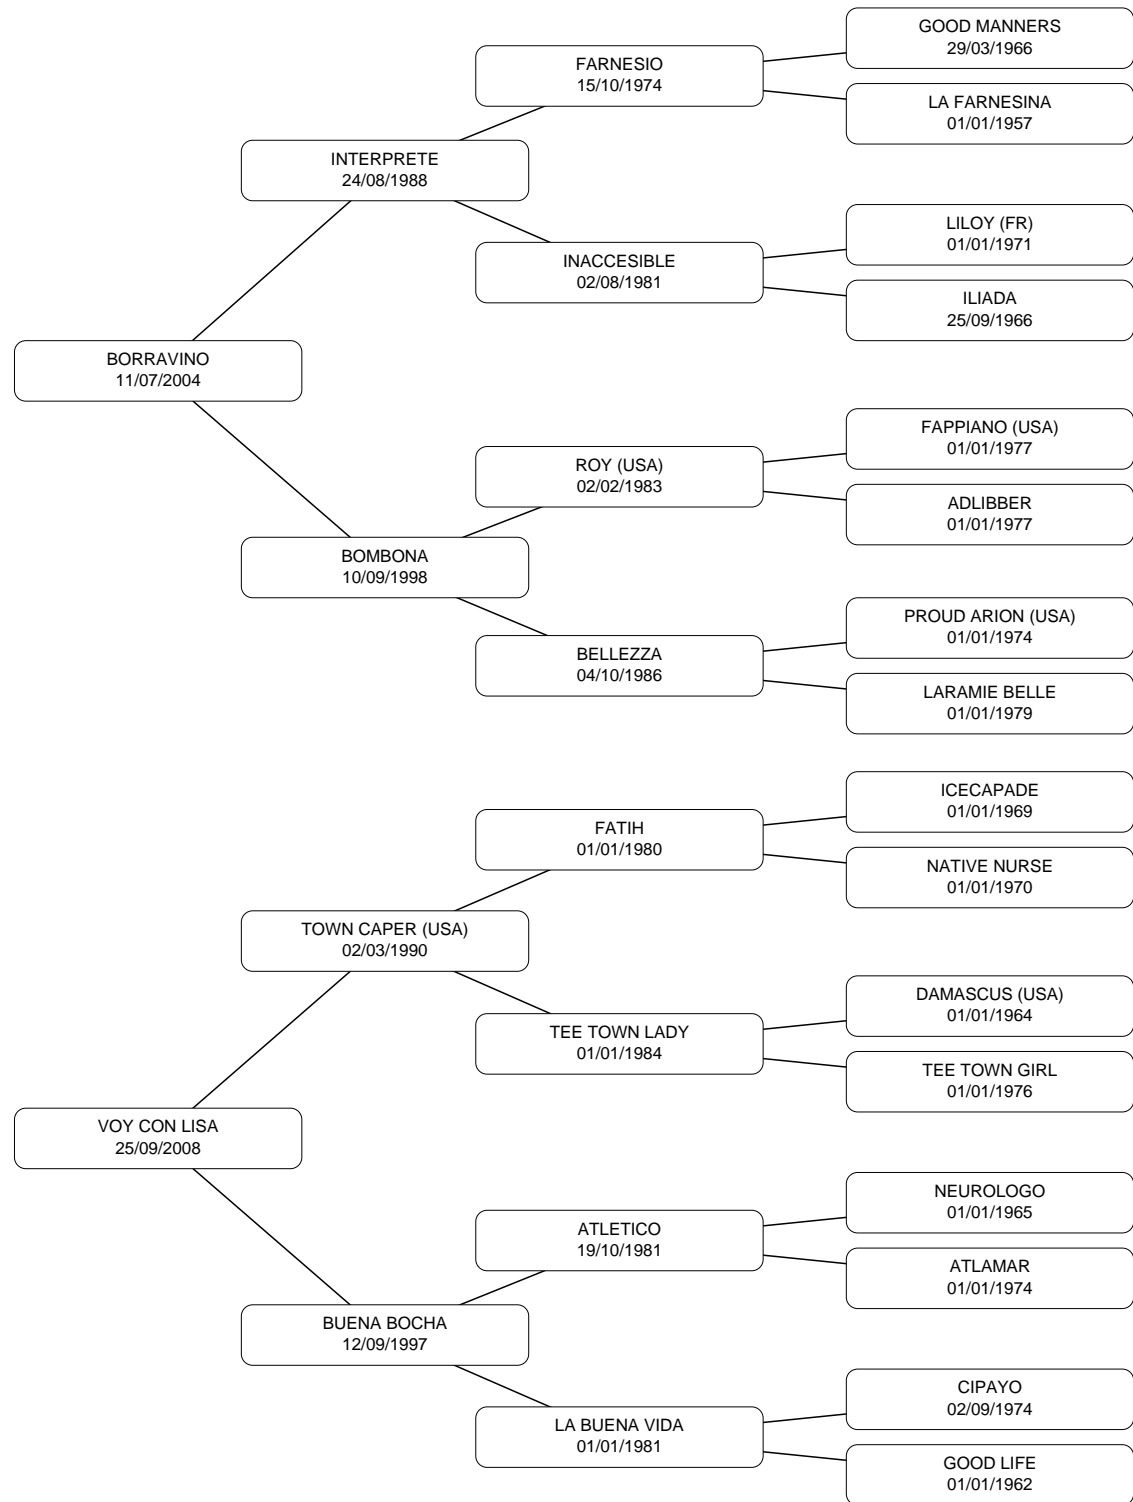 GOOD MANNERS
29/03/1966
FARNESIO
15/10/1974
LA FARNESINA
01/01/1957
INTERPRETE
24/08/1988
LILOY (FR)
01/01/1971
INACCESIBLE
02/08/1981
ILIADA
25/09/1966
BORRAVINO
11/07/2004
FAPPIANO (USA)
01/01/1977
ROY (USA)
02/02/1983
ADLIBBER
01/01/1977
BOMBONA
10/09/1998
PROUD ARION (USA)
01/01/1974
BELLEZZA
04/10/1986
LARAMIE BELLE
01/01/1979
ICECAPADE
01/01/1969
FATIH
01/01/1980
NATIVE NURSE
01/01/1970
TOWN CAPER (USA)
02/03/1990
DAMASCUS (USA)
01/01/1964
TEE TOWN LADY
01/01/1984
TEE TOWN GIRL
01/01/1976
VOY CON LISA
25/09/2008
NEUROLOGO
01/01/1965
ATLETICO
19/10/1981
ATLAMAR
01/01/1974
BUENA BOCHA
12/09/1997
CIPAYO
02/09/1974
LA BUENA VIDA
01/01/1981
GOOD LIFE
01/01/1962